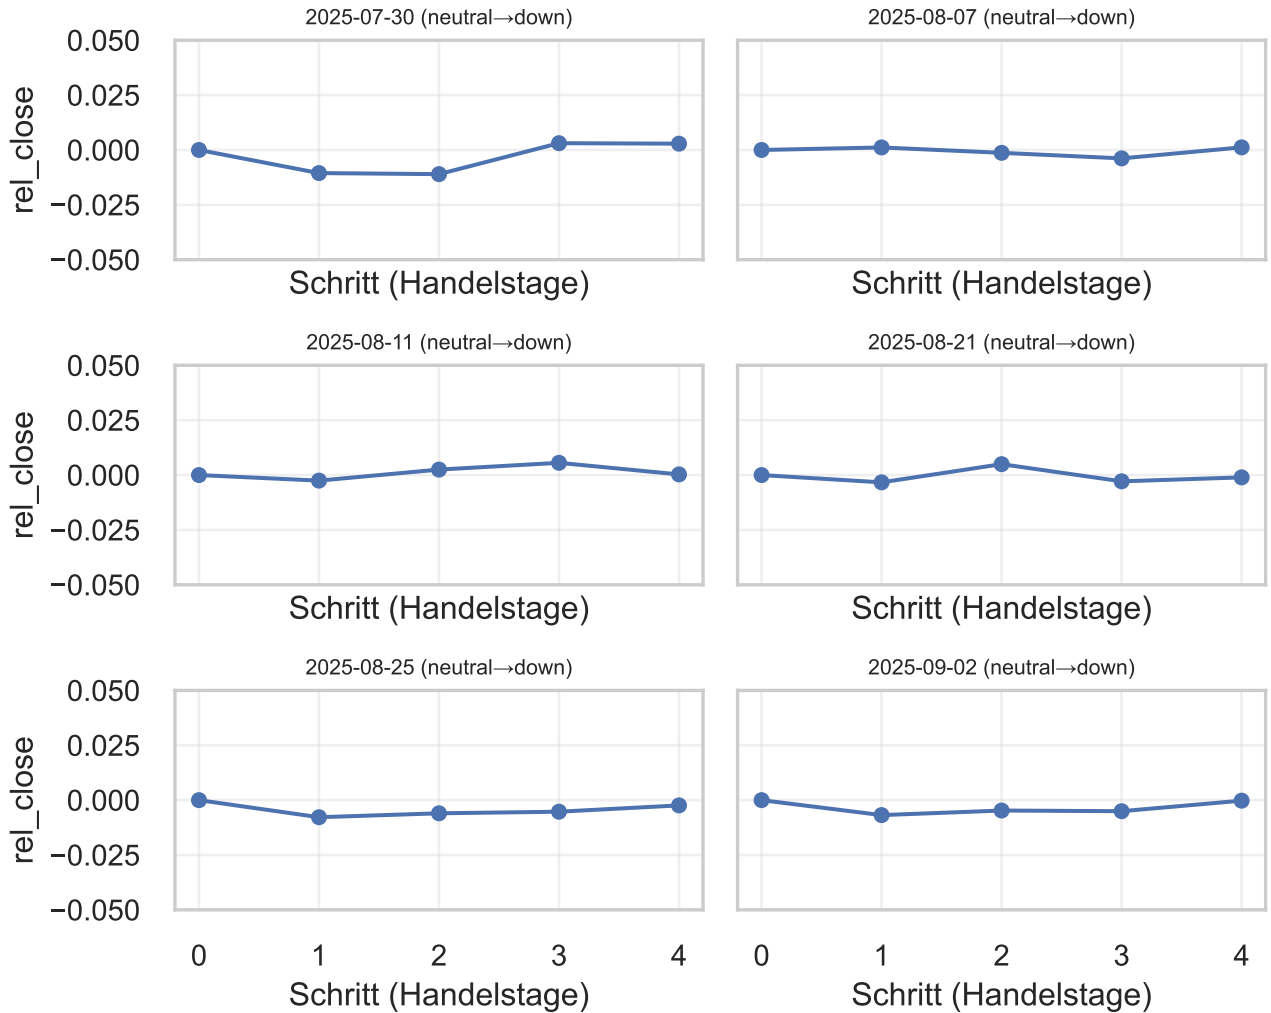 2025-07-30 (neutral→down)
2025-08-07 (neutral→down)
0.050
0.025
0.000
−0.025
−0.050
rel_close
Schritt (Handelstage)
Schritt (Handelstage)
2025-08-11 (neutral→down)
2025-08-21 (neutral→down)
0.050
0.025
0.000
−0.025
−0.050
rel_close
Schritt (Handelstage)
Schritt (Handelstage)
2025-08-25 (neutral→down)
2025-09-02 (neutral→down)
0.050
0.025
0.000
−0.025
−0.050
rel_close
0 1 2 3 4
0 1 2 3 4
Schritt (Handelstage)
Schritt (Handelstage)